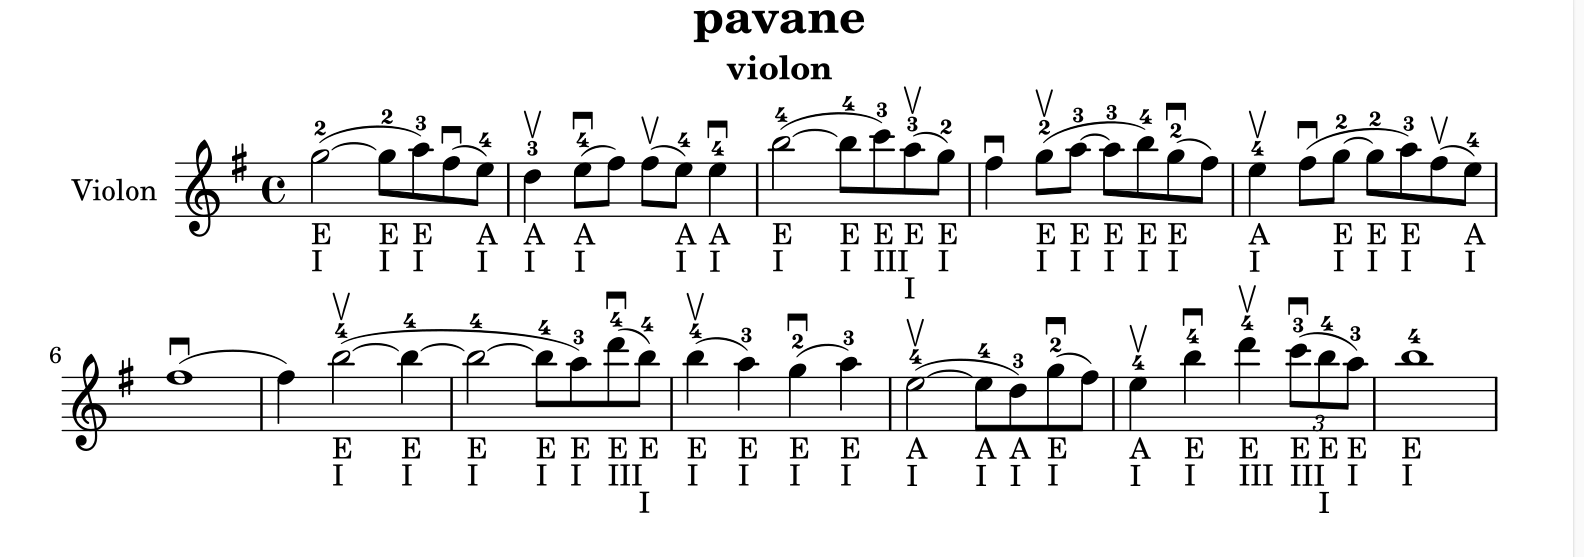 pavane
violon
2 2 3 4 3 4 4 4 4 4 3 3 2 2 3 3 4 2 4 2 2 3 4
Violon
E E E A A A A A E E E E E E E E E E A E E E A
I I I I I I I I I I III I I I I I I I I I I I
I
4 4 4 4 3 4 4 4 3 2 3 4 4 3 2 4 4 4 3 4 3 4
6
3
E E E E E E E E E E E A A A E A E E E E E E
I I I I I III I I I I I I I I I I III III I I
I I